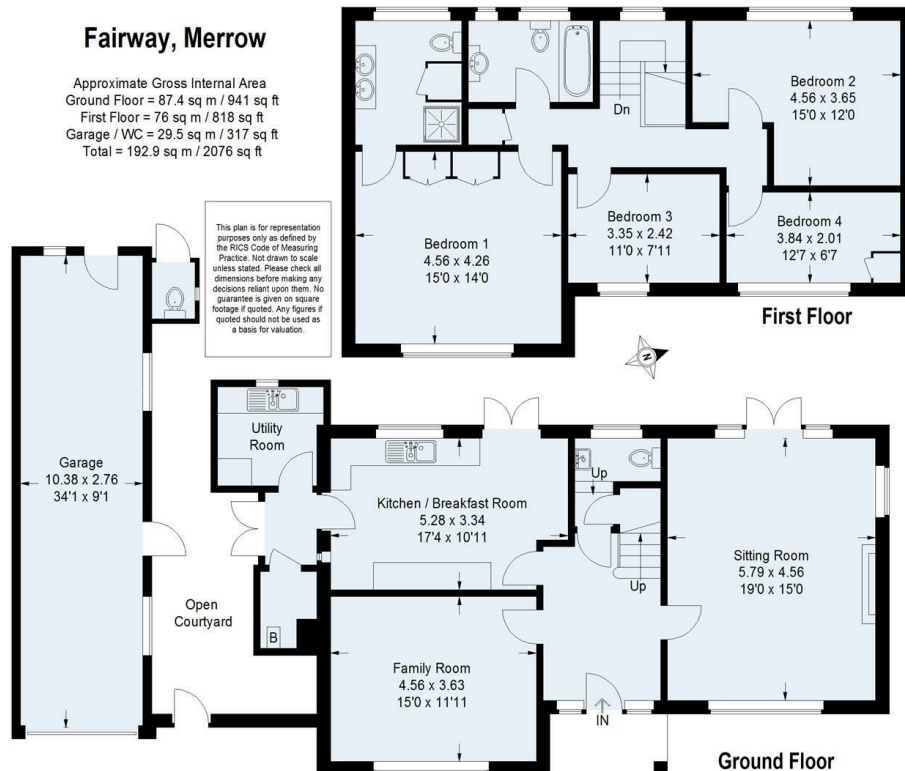 Fairway, Merrow
Approximate Gross Internal Area
Ground Floor = 87.4 sq m / 941 sq ft
First Floor = 76 sq m / 818 sq ft
Garage / WC = 29.5 sq m / 317 sq ft
Total = 192.9 sq m / 2076 sq ft
This plan is for representation
purposes only as defined by
the RICS Code of Measuring
Practice. Not drawn to scale
unless stated. Please check all
dimensions before making any
decisions reliant upon them. No
guarantee is given on square
footage if quoted. Any figures if
quoted should not be used as
a basis for valuation.
Dn
Bedroom 2
4.56 x 3.65
15'0 x 12'0
Bedroom 1
4.56 x 4.26
15'0 x 14'0
Bedroom 3
3.35 x 2.42
11'0 x 7'11
Bedroom 4
3.84 x 2.01
12'7 x 6'7
First Floor
N
Garage
10.38 x 2.76
34'1 x 9'1
Utility
Room
Kitchen / Breakfast Room
5.28 x 3.34
17'4 x 10'11
Up
Up
Sitting Room
5.79 x 4.56
19'0 x 15'0
Open
Courtyard
B
Family Room
4.56 x 3.63
15'0 x 11'11
IN
Ground Floor